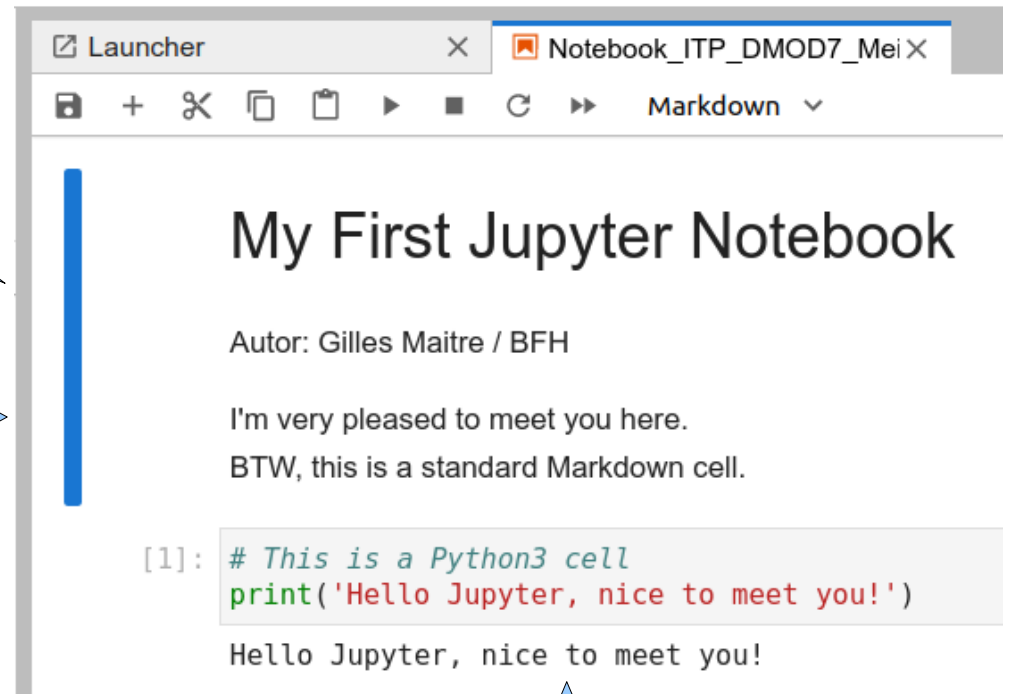 Launcher
Notebook_ITP_DMOD7_Mei
Markdown
My First Jupyter Notebook
Autor: Gilles Maitre / BFH
I'm very pleased to meet you here.
BTW, this is a standard Markdown cell.
[1]: # This is a Python3 cell
print('Hello Jupyter, nice to meet you!')
Hello Jupyter, nice to meet you!